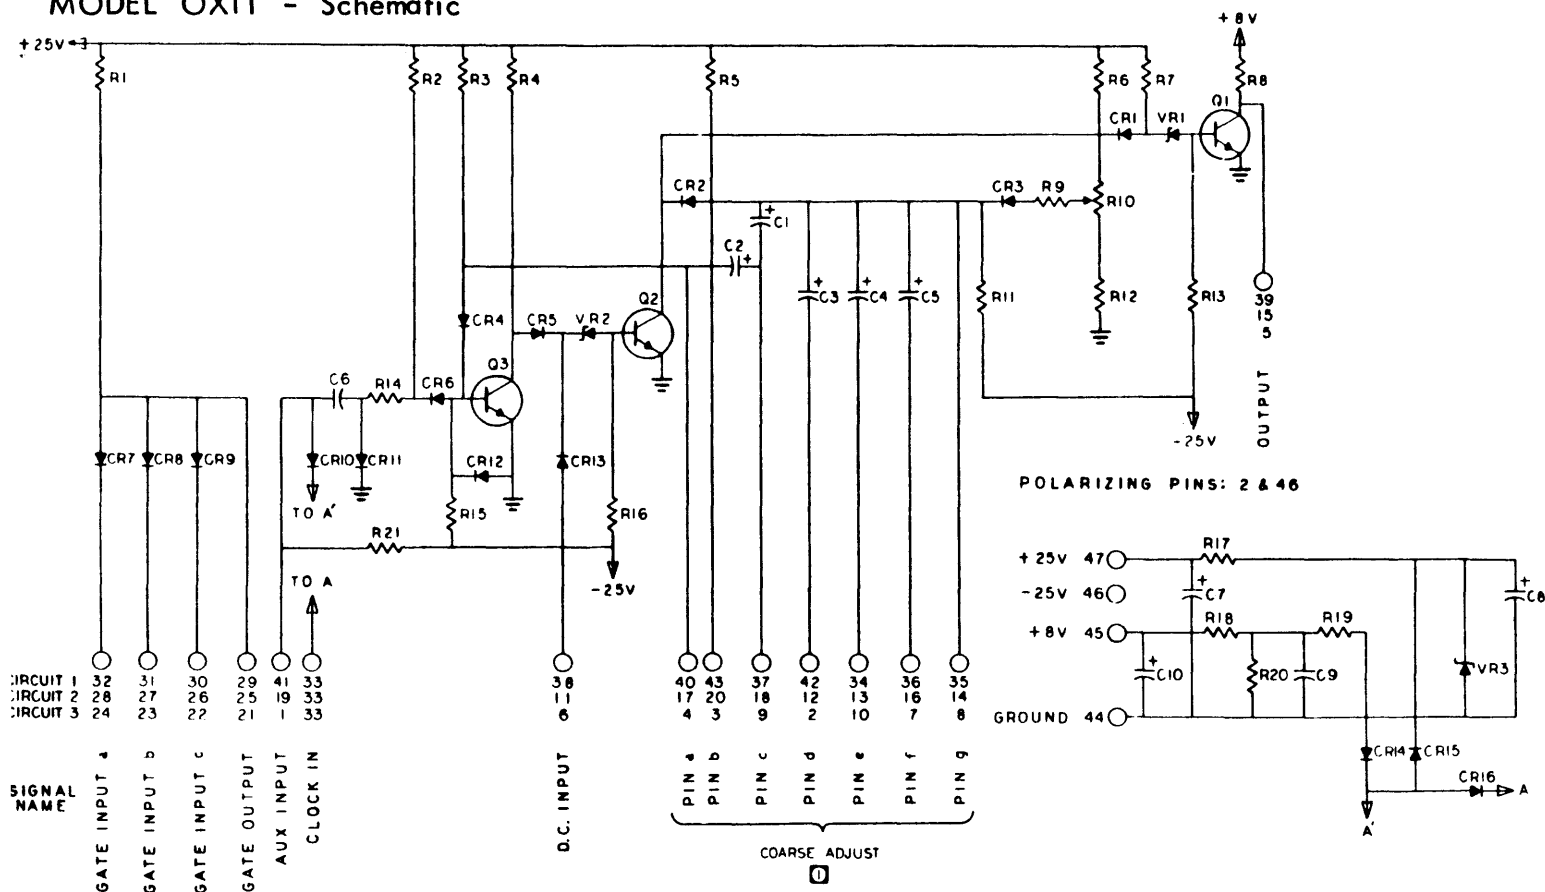 MODEL OX11 - Schematic
+8V
+25V
R1
R2
R3
R4
R5
R6
R7
R8
Q1
CR1
VR1
CR2
CR3
R9
R10
C1
C2
C3
C4
C5
R11
R12
R13
39
15
5
OUTPUT
CR4
CR5
VR2
Q2
Q3
C6
R14
CR6
-25V
CR7
CR8
CR9
CR10
CR11
CR12
CR13
TO A'
R15
R16
R21
TO A
-25V
POLARIZING PINS: 2 & 46
+25V 47
R17
-25V 46
C7
C8
+8V 45
R18
R19
C10
R20
C9
VR3
GROUND 44
CR14
CR15
CR16
A
A'
CIRCUIT 1 32 31 30 29 41 33 38 40 43 37 42 34 36 35
CIRCUIT 2 28 27 26 25 19 33 11 17 20 18 12 13 16 14
CIRCUIT 3 24 23 22 21 1 33 6 4 3 9 2 10 7 8
SIGNAL
NAME
GATE INPUT a
GATE INPUT b
GATE INPUT c
GATE OUTPUT
AUX INPUT
CLOCK IN
D.C. INPUT
PIN a
PIN b
PIN c
PIN d
PIN e
PIN f
PIN g
COARSE ADJUST
1